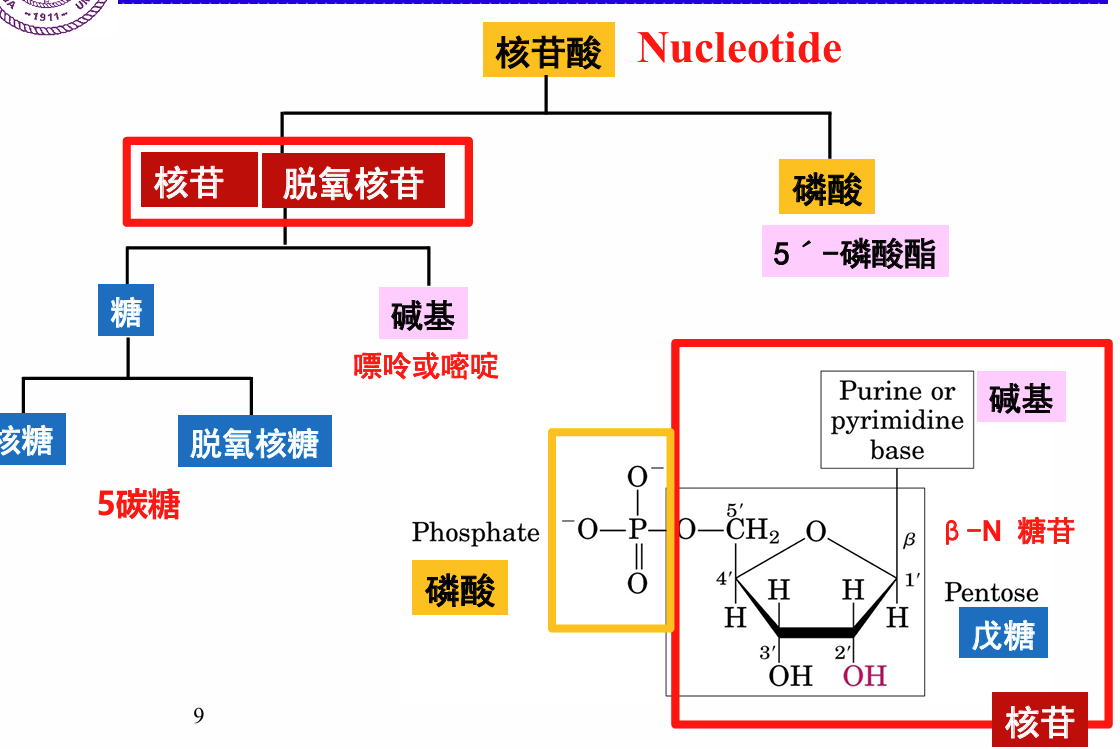 -1911-
核苷酸 Nucleotide
核苷 脱氧核苷
磷酸
5′-磷酸酯
糖
碱基
嘌呤或嘧啶
核糖
脱氧核糖
5碳糖
Purine or
pyrimidine
base
碱基
O⁻
⁻O—P—O—CH₂
5′
O
O
β
β-N 糖苷
Phosphate
磷酸
4′
H
H
H
H
1′
Pentose
戊糖
3′
2′
OH
OH
9
核苷